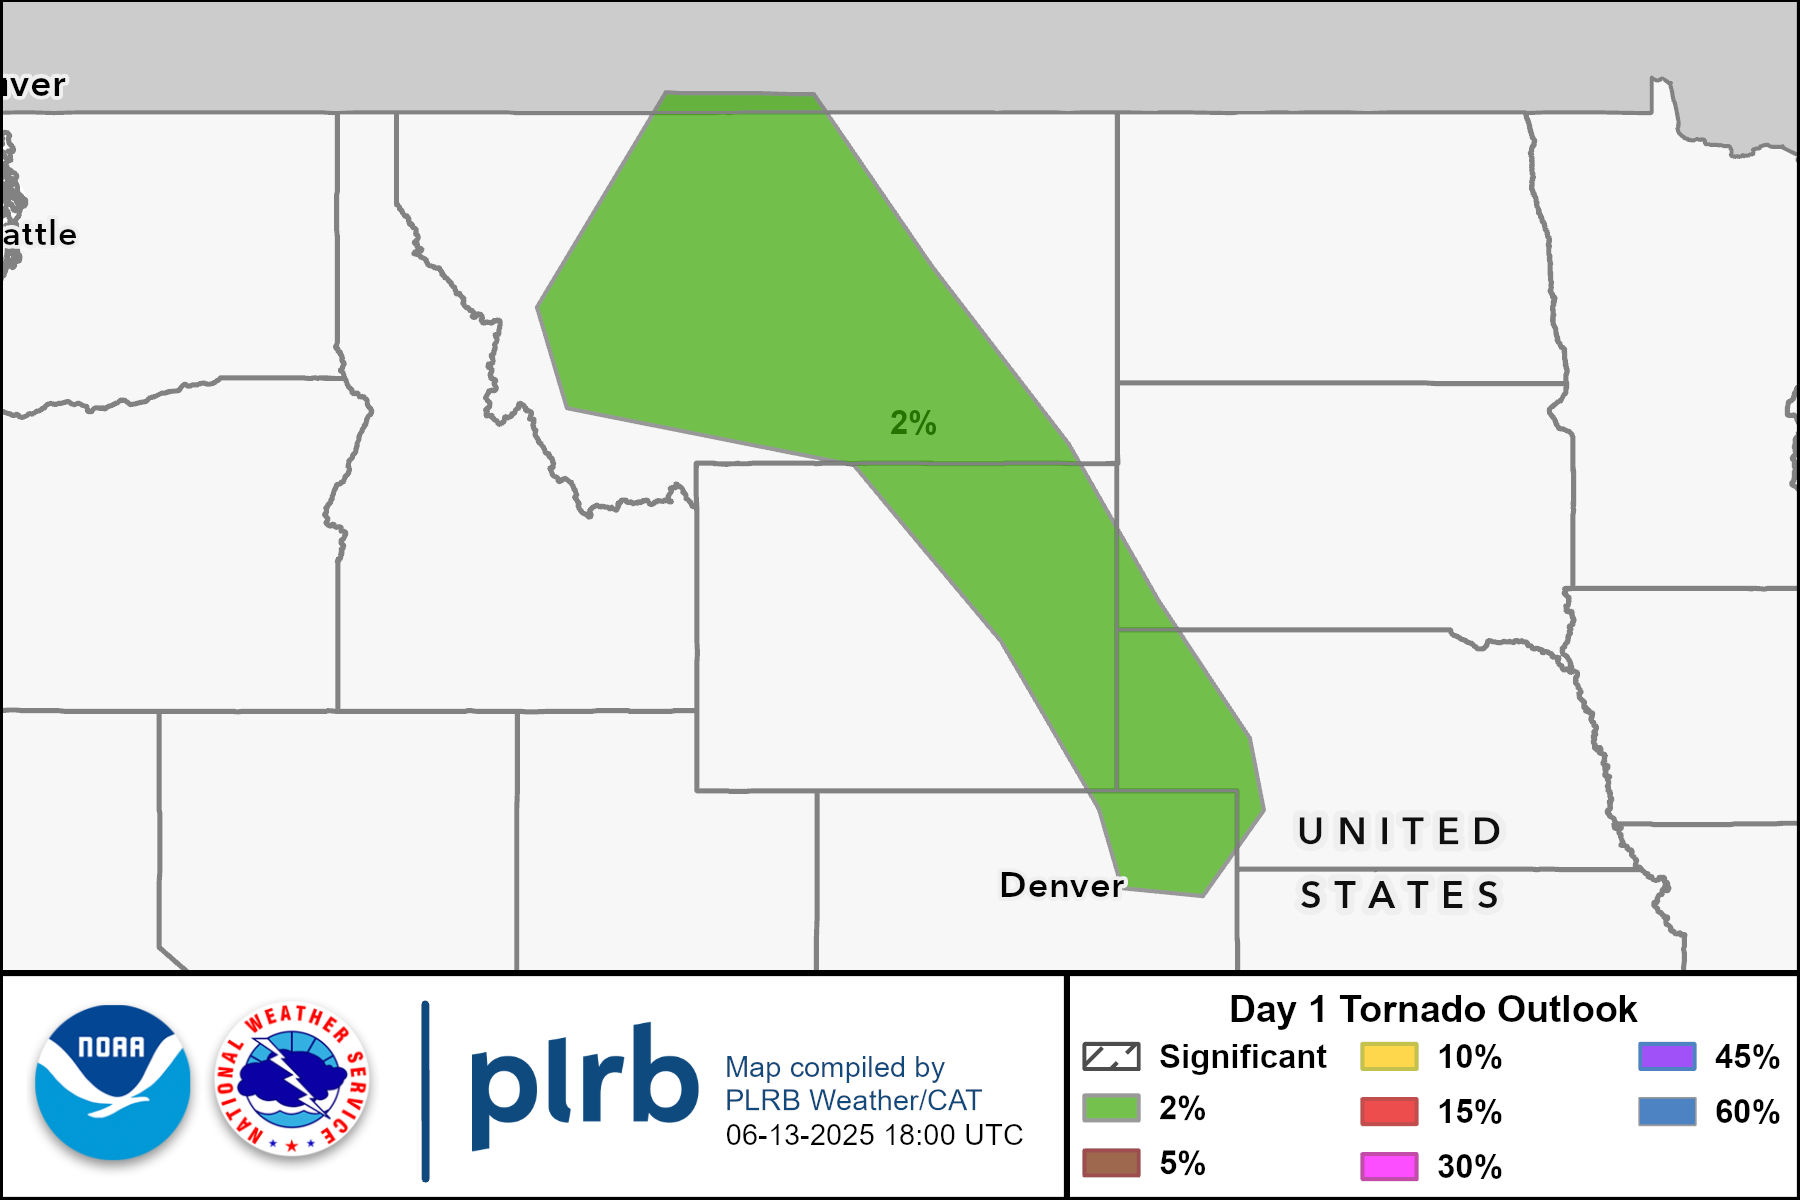 ver
attle
2%
Denver
UNITED
STATES
NOAA
NATIONAL WEATHER SERVICE
plrb
Map compiled by
PLRB Weather/CAT
06-13-2025 18:00 UTC
Day 1 Tornado Outlook
Significant
2%
5%
10%
15%
30%
45%
60%